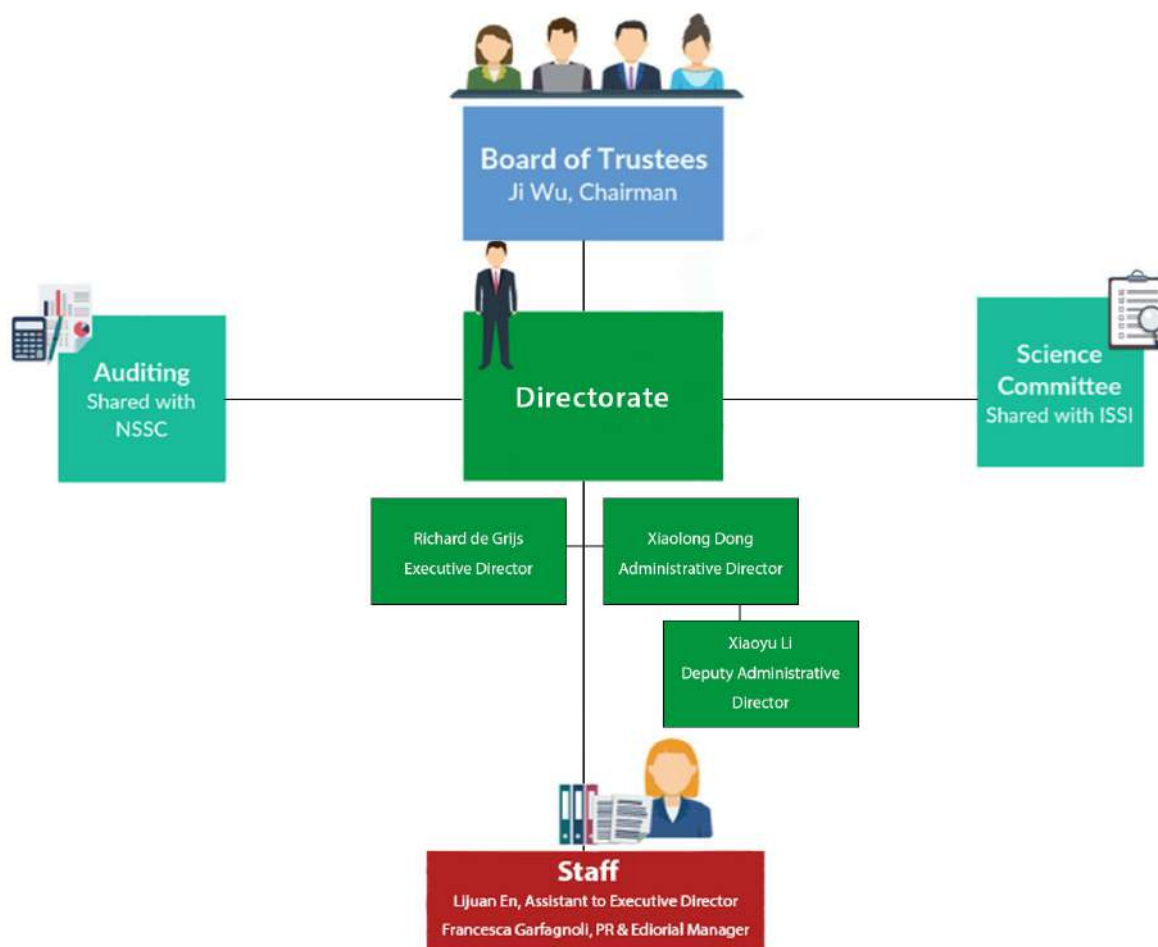 Board of Trustees
Ji Wu, Chairman
Auditing
Shared with
NSSC
Directorate
Science
Committee
Shared with ISSI
Richard de Grijs
Executive Director
Xiaolong Dong
Administrative Director
Xiaoyu Li
Deputy Administrative
Director
Staff
Lijuan En, Assistant to Executive Director
Francesca Garfagnoli, PR & Ediorial Manager